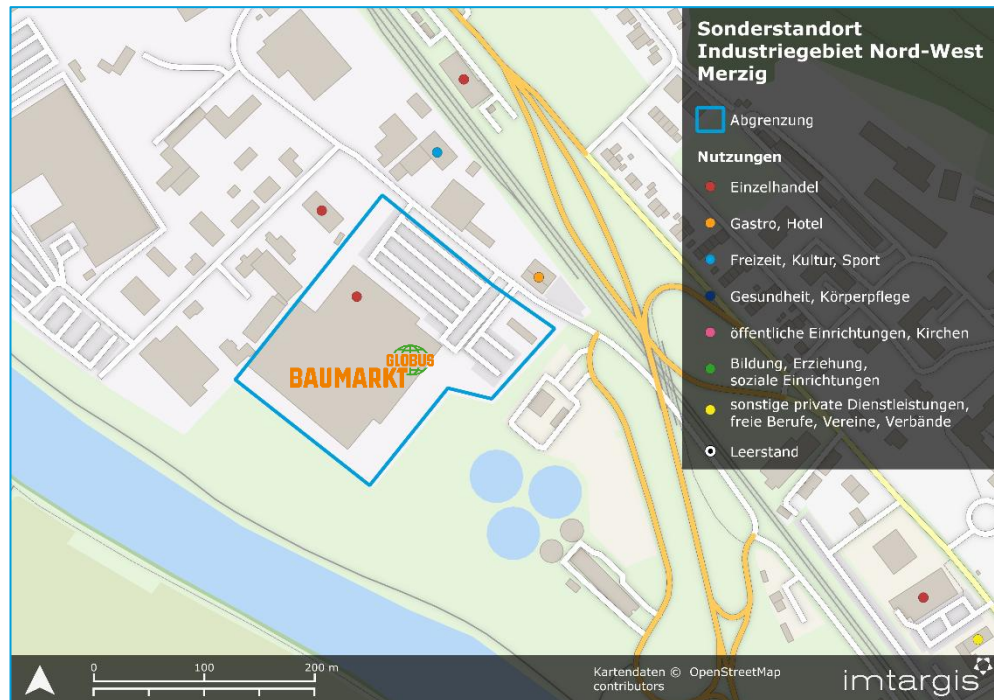 Sonderstandort
Industriegebiet Nord-West
Merzig
Abgrenzung
Nutzungen
Einzelhandel
Gastro, Hotel
Freizeit, Kultur, Sport
Gesundheit, Körperpflege
öffentliche Einrichtungen, Kirchen
Bildung, Erziehung,
soziale Einrichtungen
sonstige private Dienstleistungen,
freie Berufe, Vereine, Verbände
Leerstand
GLOBUS
BAUMARKT
0 100 200 m
Kartendaten © OpenStreetMap
contributors
imtargis